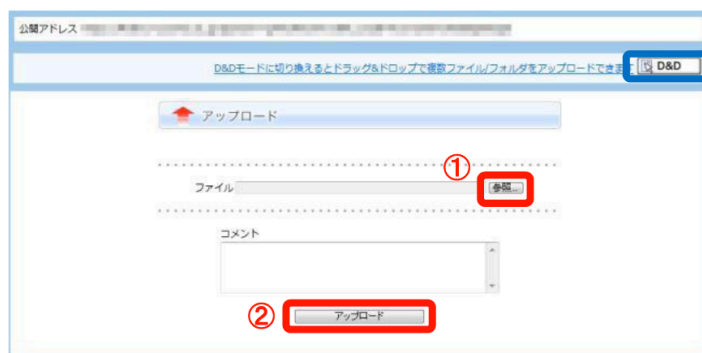 公開アドレス
D&Dモードに切り換えるとドラッグ&ドロップで複数ファイル/フォルダをアップロードできます
D&D
アップロード
①
ファイル
参照...
コメント
②
アップロード